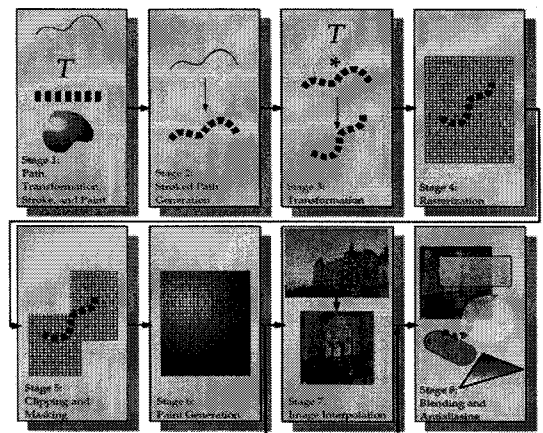 T
Stage 1:
Path,
Transformation,
Stroke, and Paint
Stage 2:
Stroked Path
Generation
T
*
Stage 3:
Transformation
Stage 4:
Rasterization
Stage 5:
Clipping and
Masking
Stage 6:
Paint Generation
Stage 7
Image Interpolation
Stage 8:
Blending and
Antialiasing